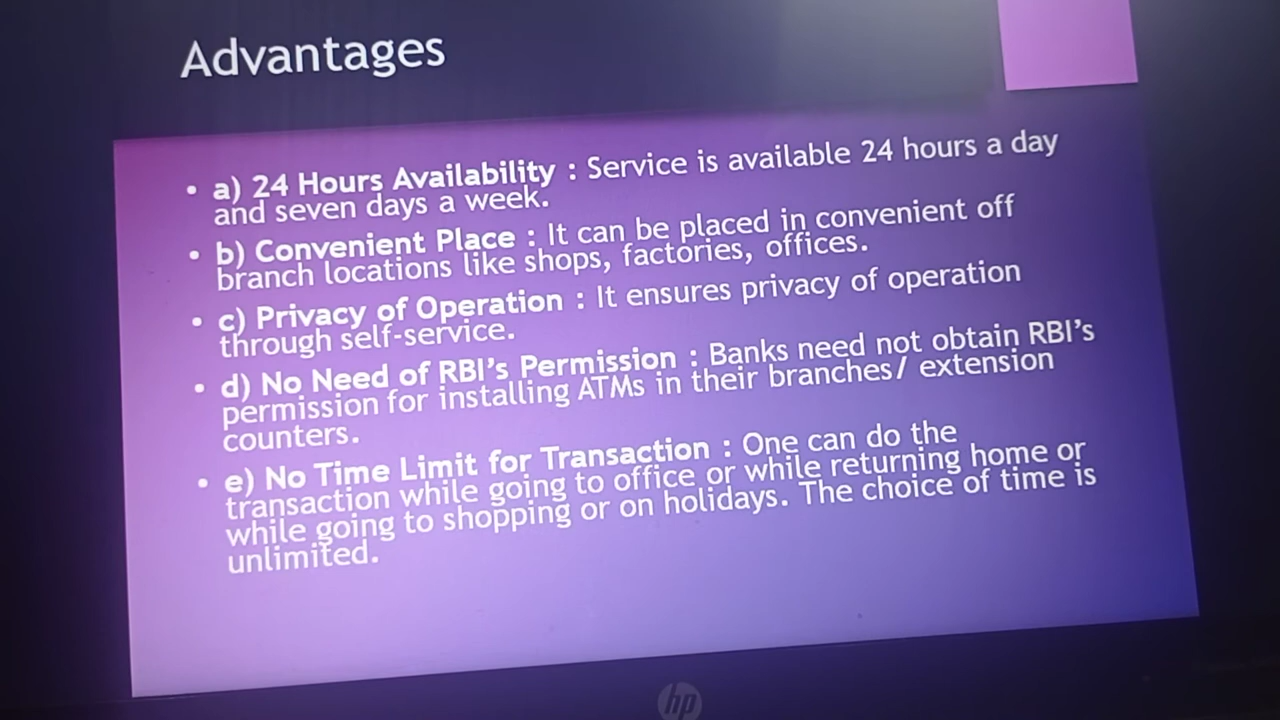 Advantages
• a) 24 Hours Availability : Service is available 24 hours a day
and seven days a week.
• b) Convenient Place : It can be placed in convenient off
branch locations like shops, factories, offices.
• c) Privacy of Operation : It ensures privacy of operation
through self-service.
• d) No Need of RBI's Permission : Banks need not obtain RBI's
permission for installing ATMs in their branches/ extension
counters.
• e) No Time Limit for Transaction : One can do the
transaction while going to office or while returning home or
while going to shopping or on holidays. The choice of time is
unlimited.
hp